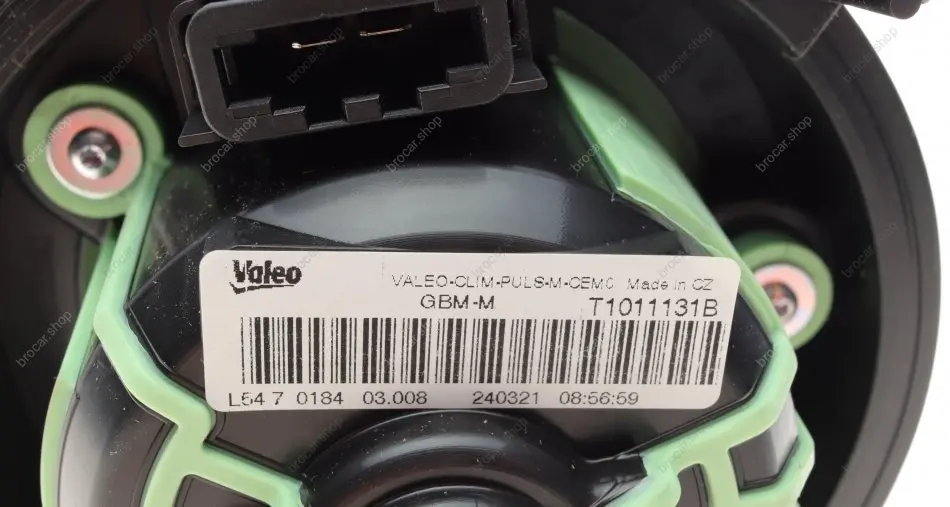 Valeo
VALEO-CLIM-PULS-M-CEMC Made in CZ
GBM-M T1011131B
L54 7 0184 03.008 240321 08:56:59
brocar.shop